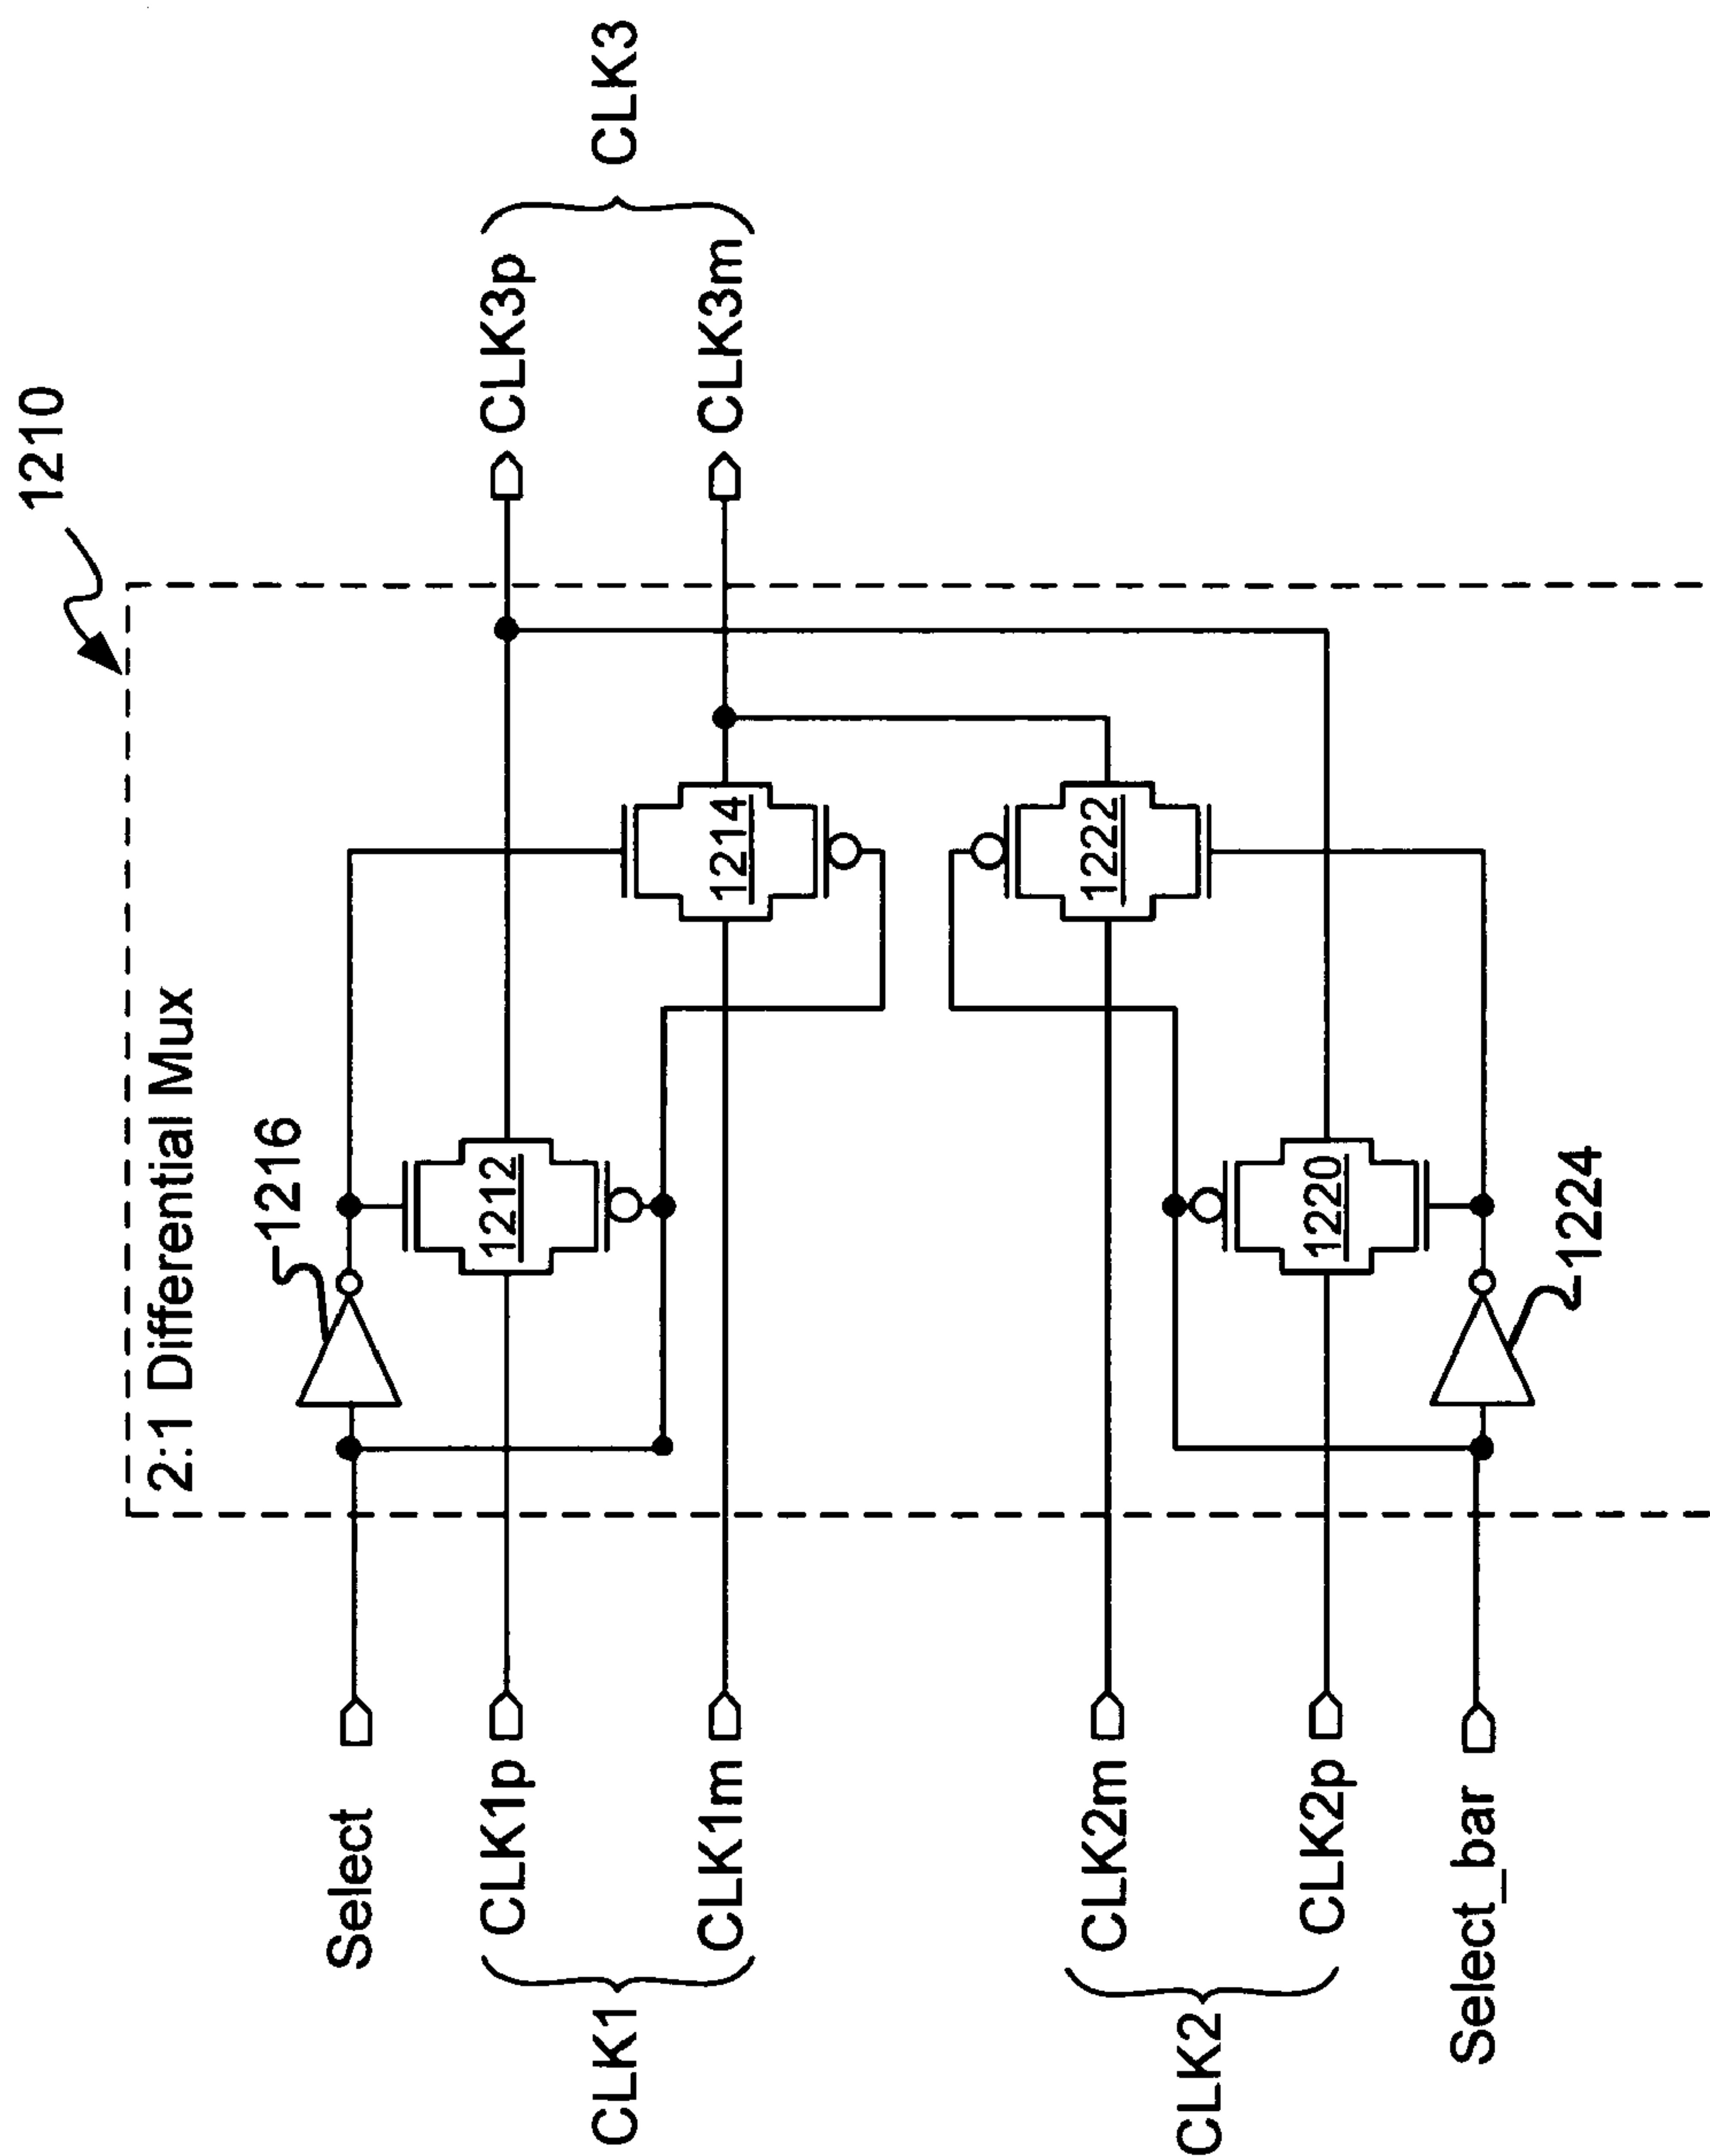 1210
2:1 Differential Mux
Select
1216
CLK1
CLK1p
1212
CLK3p
CLK3
CLK1m
1214
CLK3m
CLK2
CLK2m
1222
CLK2p
1220
Select_bar
1224